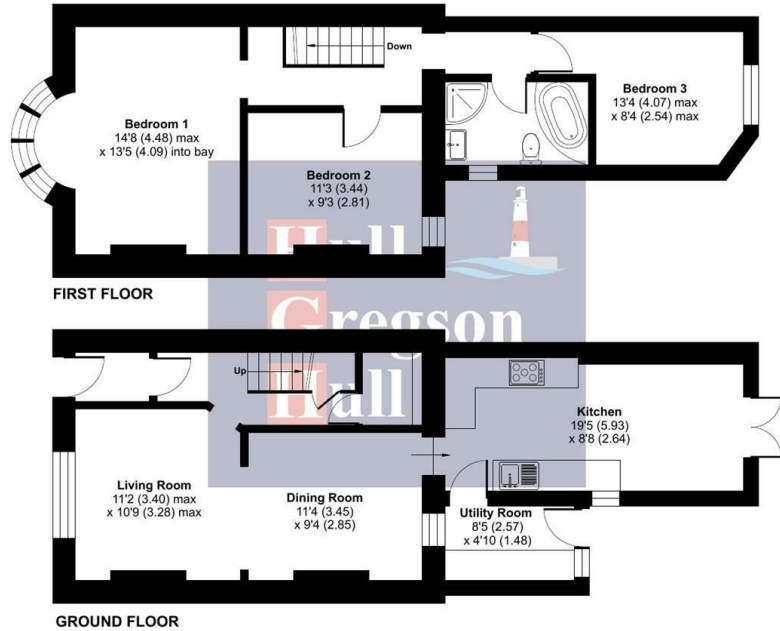 Down
Bedroom 1
14'8 (4.48) max
x 13'5 (4.09) into bay
Bedroom 2
11'3 (3.44)
x 9'3 (2.81)
Bedroom 3
13'4 (4.07) max
x 8'4 (2.54) max
FIRST FLOOR
Hull
Gregson
Hull
Up
Kitchen
19'5 (5.93)
x 8'8 (2.64)
Living Room
11'2 (3.40) max
x 10'9 (3.28) max
Dining Room
11'4 (3.45)
x 9'4 (2.85)
Utility Room
8'5 (2.57)
x 4'10 (1.48)
GROUND FLOOR